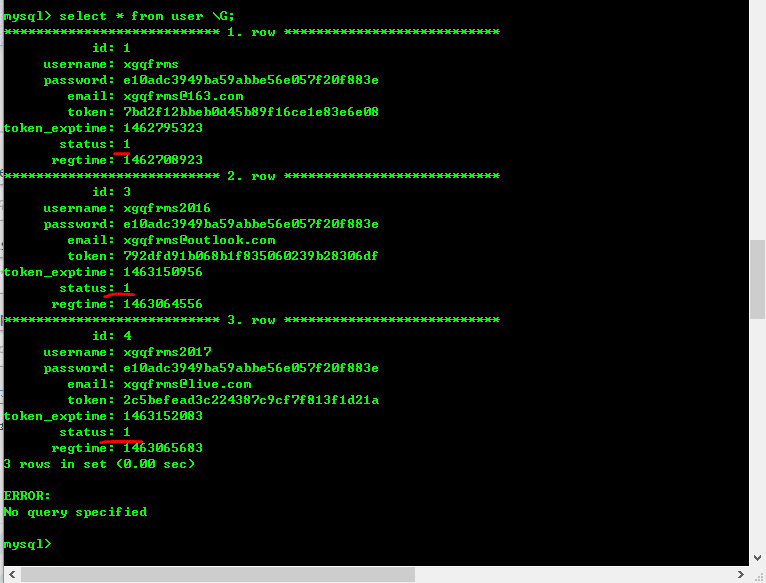 mysql> select * from user \G;
*************************** 1. row ***************************
id: 1
username: xgqfrms
password: e10adc3949ba59abbe56e057f20f883e
email: xgqfrms@163.com
token: 7bd2f12bbeb0d45b89f16ce1e83e6e08
token_exptime: 1462795323
status: 1
regtime: 1462708923
*************************** 2. row ***************************
id: 3
username: xgqfrms2016
password: e10adc3949ba59abbe56e057f20f883e
email: xgqfrms@outlook.com
token: 792dfd91b068b1f835060239b28306df
token_exptime: 1463150956
status: 1
regtime: 1463064556
*************************** 3. row ***************************
id: 4
username: xgqfrms2017
password: e10adc3949ba59abbe56e057f20f883e
email: xgqfrms@live.com
token: 2c5befead3c224387c9cf7f813f1d21a
token_exptime: 1463152083
status: 1
regtime: 1463065683
3 rows in set (0.00 sec)
ERROR:
No query specified
mysql>